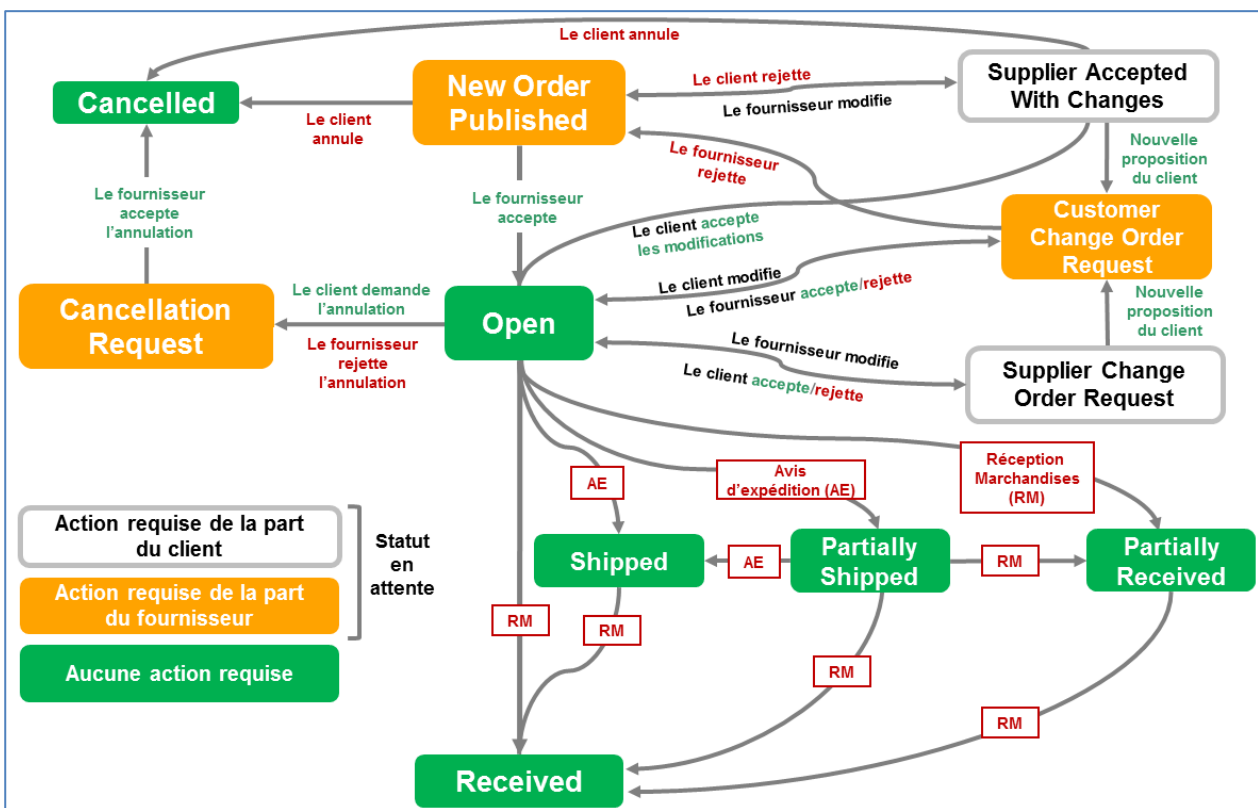 Le client annule
Cancelled
New Order
Published
Le client rejette
Le fournisseur modifie
Supplier Accepted
With Changes
Le client
annule
Le fournisseur
rejette
Nouvelle
proposition
du client
Le fournisseur
accepte
l'annulation
Le fournisseur
accepte
Le client accepte
les modifications
Customer
Change Order
Request
Cancellation
Request
Le client demande
l'annulation
Le fournisseur
rejette
l'annulation
Open
Le client modifie
Le fournisseur accepte/rejette
Nouvelle
proposition
du client
Le fournisseur modifie
Le client accepte/rejette
Supplier Change
Order Request
AE
Avis
d'expédition (AE)
Réception
Marchandises
(RM)
Action requise de la part
du client
Action requise de la part
du fournisseur
Statut
en
attente
Aucune action requise
Shipped
AE
Partially
Shipped
RM
Partially
Received
RM
RM
RM
RM
Received